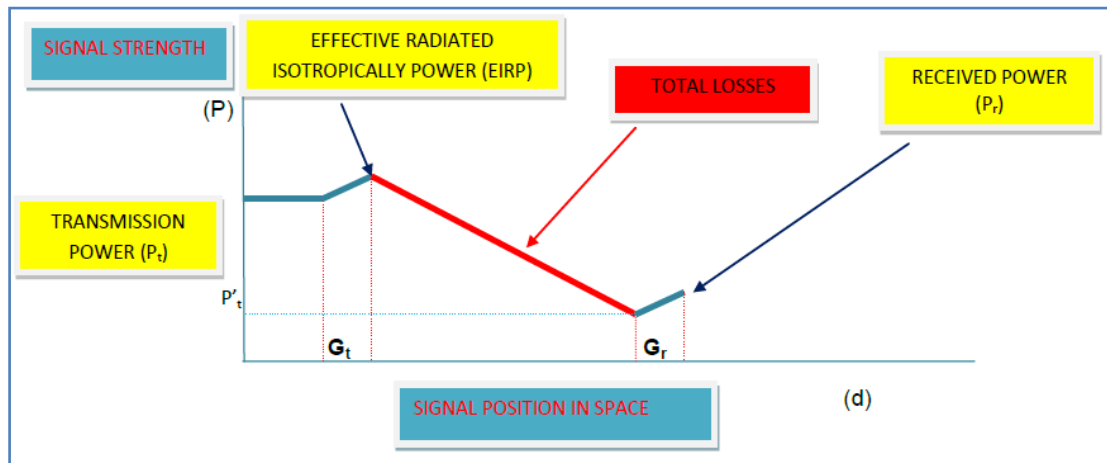 SIGNAL STRENGTH
EFFECTIVE RADIATED
ISOTROPICALLY POWER (EIRP)
TOTAL LOSSES
RECEIVED POWER
(Pr)
(P)
TRANSMISSION
POWER (Pt)
P't
Gt
Gr
SIGNAL POSITION IN SPACE
(d)